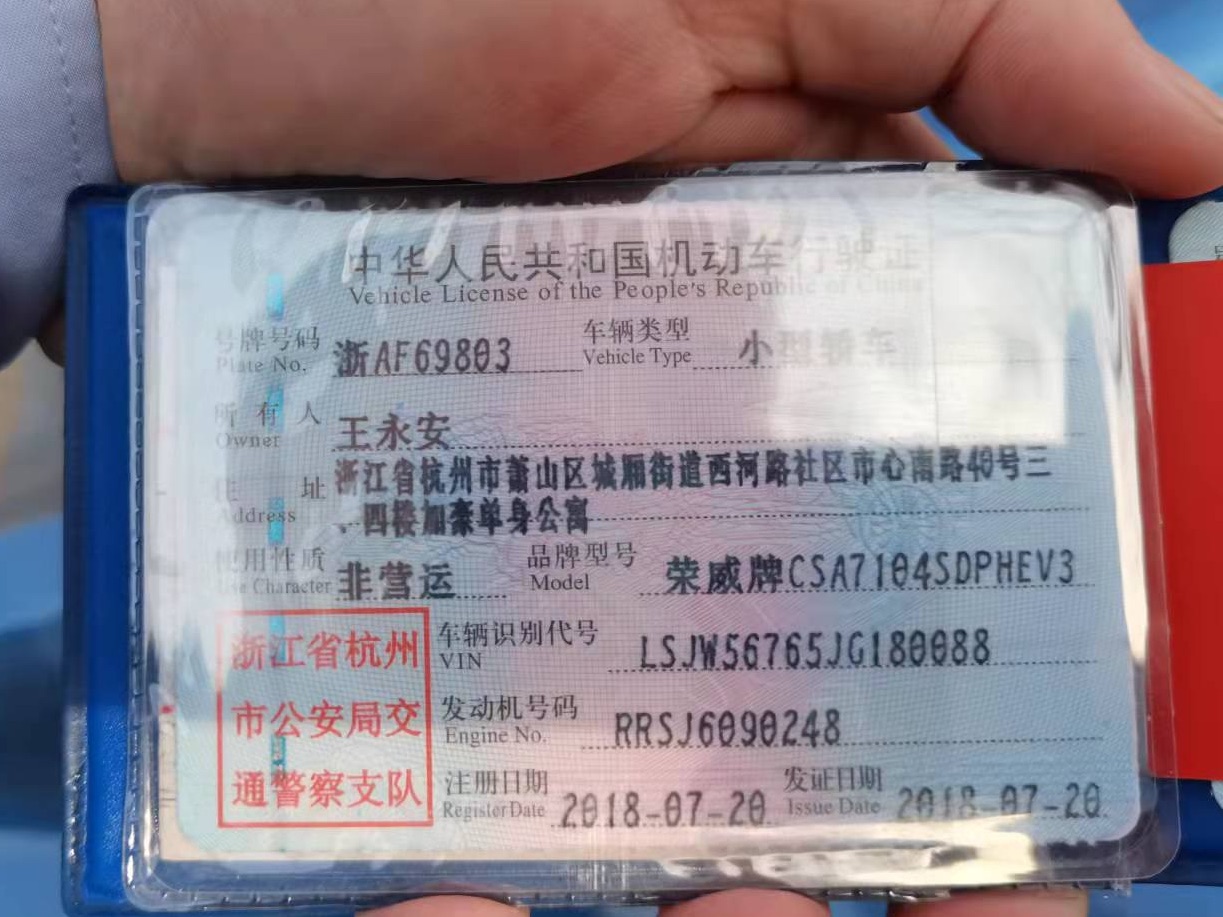 中华人民共和国机动车行驶证
Vehicle License of the People's Republic of China
号牌号码 浙AF69803 车辆类型 小型轿车
Plate No. Vehicle Type
所有人 王永安
Owner
住址 浙江省杭州市萧山区城厢街道西河路社区市心南路40号三
Address 、四楼加豪单身公寓
使用性质 非营运 品牌型号 荣威牌CSA7104SDPHEV3
Use Character Model
浙江省杭州 车辆识别代号 LSJW56765JG180088
VIN
市公安局交 发动机号码 RRSJ6090248
Engine No.
通警察支队 注册日期 2018-07-20 发证日期 2018-07-20
Register Date Issue Date